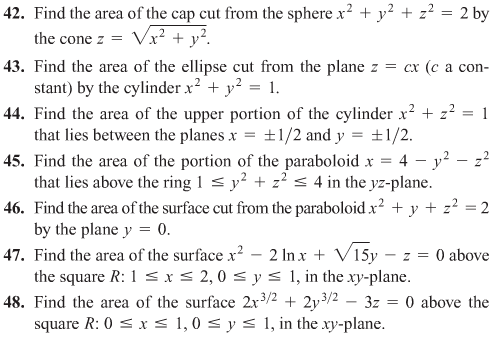 42. Find the area of the cap cut from the sphere x² + y² + z² = 2 by
the cone z = √x² + y².
43. Find the area of the ellipse cut from the plane z = cx (c a con-
stant) by the cylinder x² + y² = 1.
44. Find the area of the upper portion of the cylinder x² + z² = 1
that lies between the planes x = ±1/2 and y = ±1/2.
45. Find the area of the portion of the paraboloid x = 4 − y² − z²
that lies above the ring 1 ≤ y² + z² ≤ 4 in the yz-plane.
46. Find the area of the surface cut from the paraboloid x² + y + z² = 2
by the plane y = 0.
47. Find the area of the surface x² − 2 ln x + √15y − z = 0 above
the square R: 1 ≤ x ≤ 2, 0 ≤ y ≤ 1, in the xy-plane.
48. Find the area of the surface 2x³/² + 2y³/² − 3z = 0 above the
square R: 0 ≤ x ≤ 1, 0 ≤ y ≤ 1, in the xy-plane.